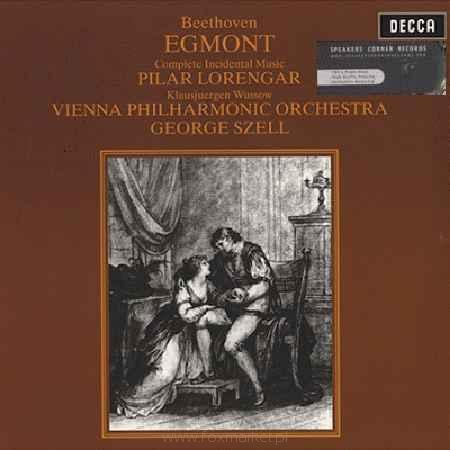 Beethoven
EGMONT
DECCA
SPEAKERS CORNER RECORDS
Complete Incidental Music
PILAR LORENGAR
Klausjuergen Wussow
VIENNA PHILHARMONIC ORCHESTRA
GEORGE SZELL
www.foxmarket.pl